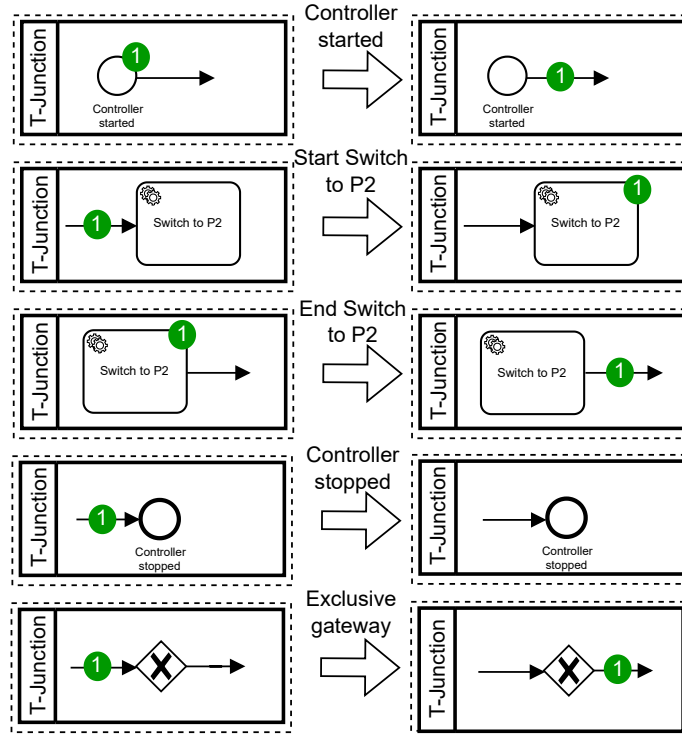 T-Junction
1
Controller
started
Controller
started
T-Junction
1
Controller
started
T-Junction
1
Switch to P2
Start Switch
to P2
T-Junction
1
Switch to P2
T-Junction
1
Switch to P2
End Switch
to P2
T-Junction
Switch to P2
1
T-Junction
1
Controller
stopped
Controller
stopped
T-Junction
Controller
stopped
T-Junction
1
Exclusive
gateway
T-Junction
1